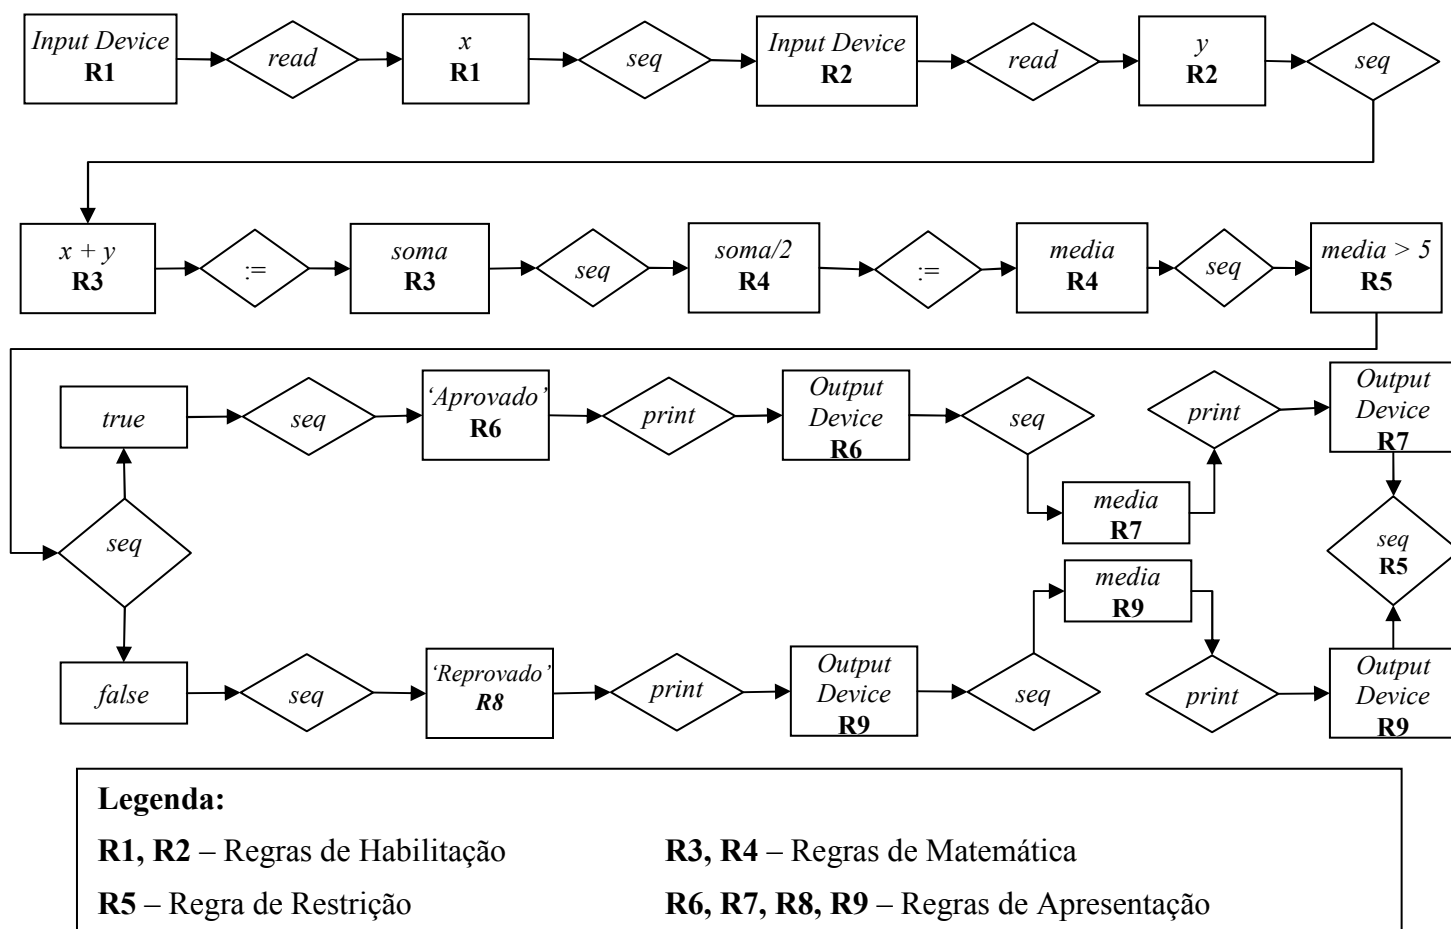 Input Device
R1
read
x
R1
seq
Input Device
R2
read
y
R2
seq
x + y
R3
:=
soma
R3
seq
soma/2
R4
:=
media
R4
seq
media > 5
R5
true
seq
‘Aprovado’
R6
print
Output
Device
R6
seq
media
R7
print
Output
Device
R7
seq
seq
R5
false
seq
‘Reprovado’
R8
print
Output
Device
R9
seq
media
R9
print
Output
Device
R9
Legenda:
R1, R2 – Regras de Habilitação
R3, R4 – Regras de Matemática
R5 – Regra de Restrição
R6, R7, R8, R9 – Regras de Apresentação